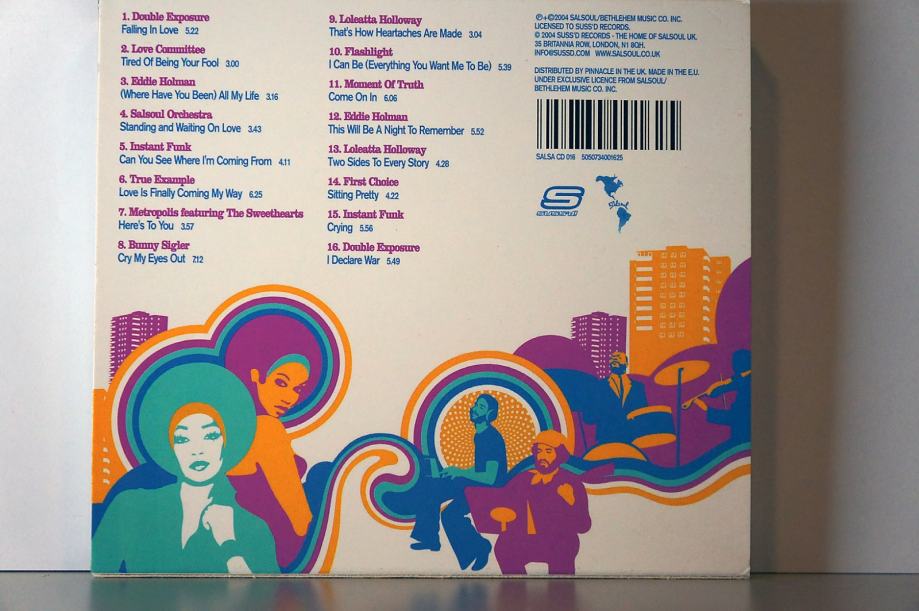 1. Double Exposure
Falling In Love 5.22
2. Love Committee
Tired Of Being Your Fool 3.00
3. Eddie Holman
(Where Have You Been) All My Life 3.16
4. Salsoul Orchestra
Standing and Waiting On Love 3.43
5. Instant Funk
Can You See Where I'm Coming From 4.11
6. True Example
Love Is Finally Coming My Way 6.25
7. Metropolis featuring The Sweethearts
Here's To You 3.57
8. Bunny Sigler
Cry My Eyes Out 7.12
9. Loleatta Holloway
That's How Heartaches Are Made 3.04
10. Flashlight
I Can Be (Everything You Want Me To Be) 5.39
11. Moment Of Truth
Come On In 6.06
12. Eddie Holman
This Will Be A Night To Remember 5.52
13. Loleatta Holloway
Two Sides To Every Story 4.28
14. First Choice
Sitting Pretty 4.22
15. Instant Funk
Crying 5.56
16. Double Exposure
I Declare War 5.49
℗+©2004 SALSOUL/BETHLEHEM MUSIC CO. INC.
LICENSED TO SUSS'D RECORDS.
© 2004 SUSS'D RECORDS - THE HOME OF SALSOUL UK.
35 BRITANNIA ROW, LONDON, N1 8QH.
INFO@SUSSD.COM WWW.SALSOUL.CO.UK
DISTRIBUTED BY PINNACLE IN THE UK. MADE IN THE E.U.
UNDER EXCLUSIVE LICENCE FROM SALSOUL/
BETHLEHEM MUSIC CO. INC.
SALSA CD 016 5050734001625
S
suss'd
Salsoul